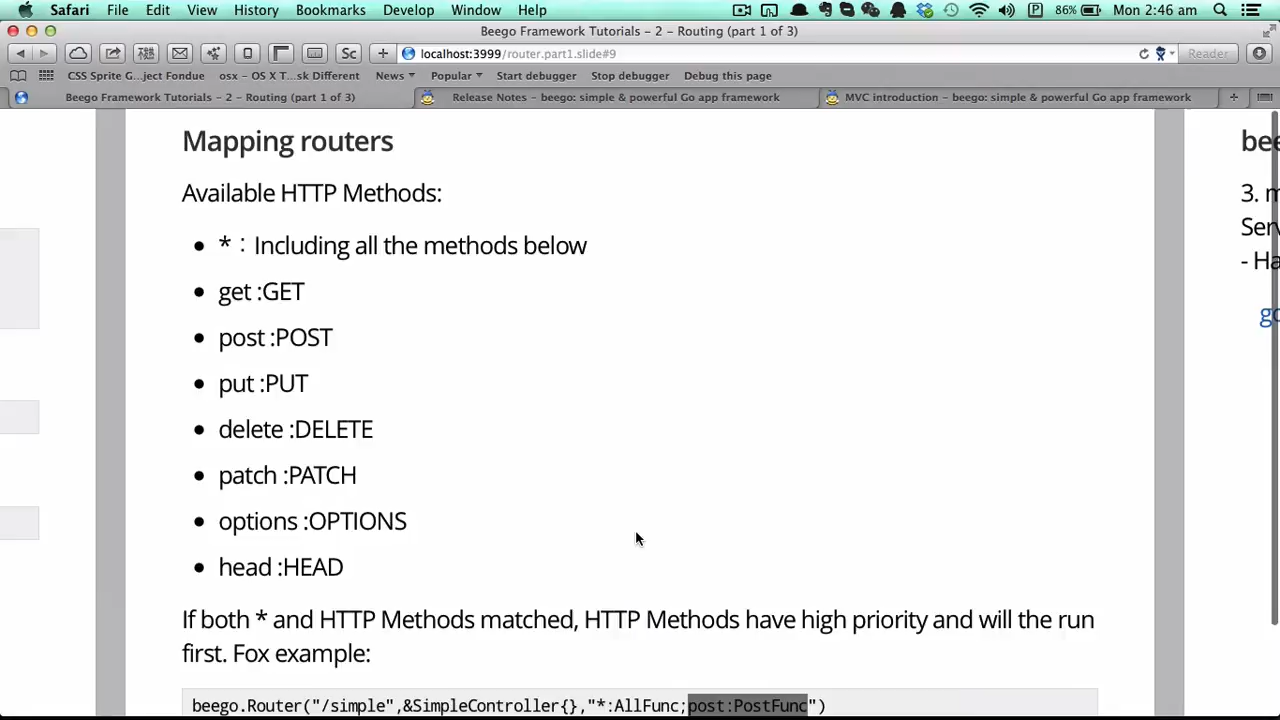 Safari File Edit View History Bookmarks Develop Window Help 86% Mon 2:46 am
Beego Framework Tutorials – 2 – Routing (part 1 of 3)
Sc localhost:3999/router.part1.slide#9 Reader
CSS Sprite G...ject Fondue osx – OS X T...sk Different News Popular Start debugger Stop debugger Debug this page
Beego Framework Tutorials – 2 – Routing (part 1 of 3) Release Notes – beego: simple & powerful Go app framework MVC introduction – beego: simple & powerful Go app framework
Mapping routers
Available HTTP Methods:
• *：Including all the methods below
• get :GET
• post :POST
• put :PUT
• delete :DELETE
• patch :PATCH
• options :OPTIONS
• head :HEAD
If both * and HTTP Methods matched, HTTP Methods have high priority and will the run
first. Fox example:
beego.Router("/simple",&SimpleController{},"*:AllFunc;post:PostFunc")
3.